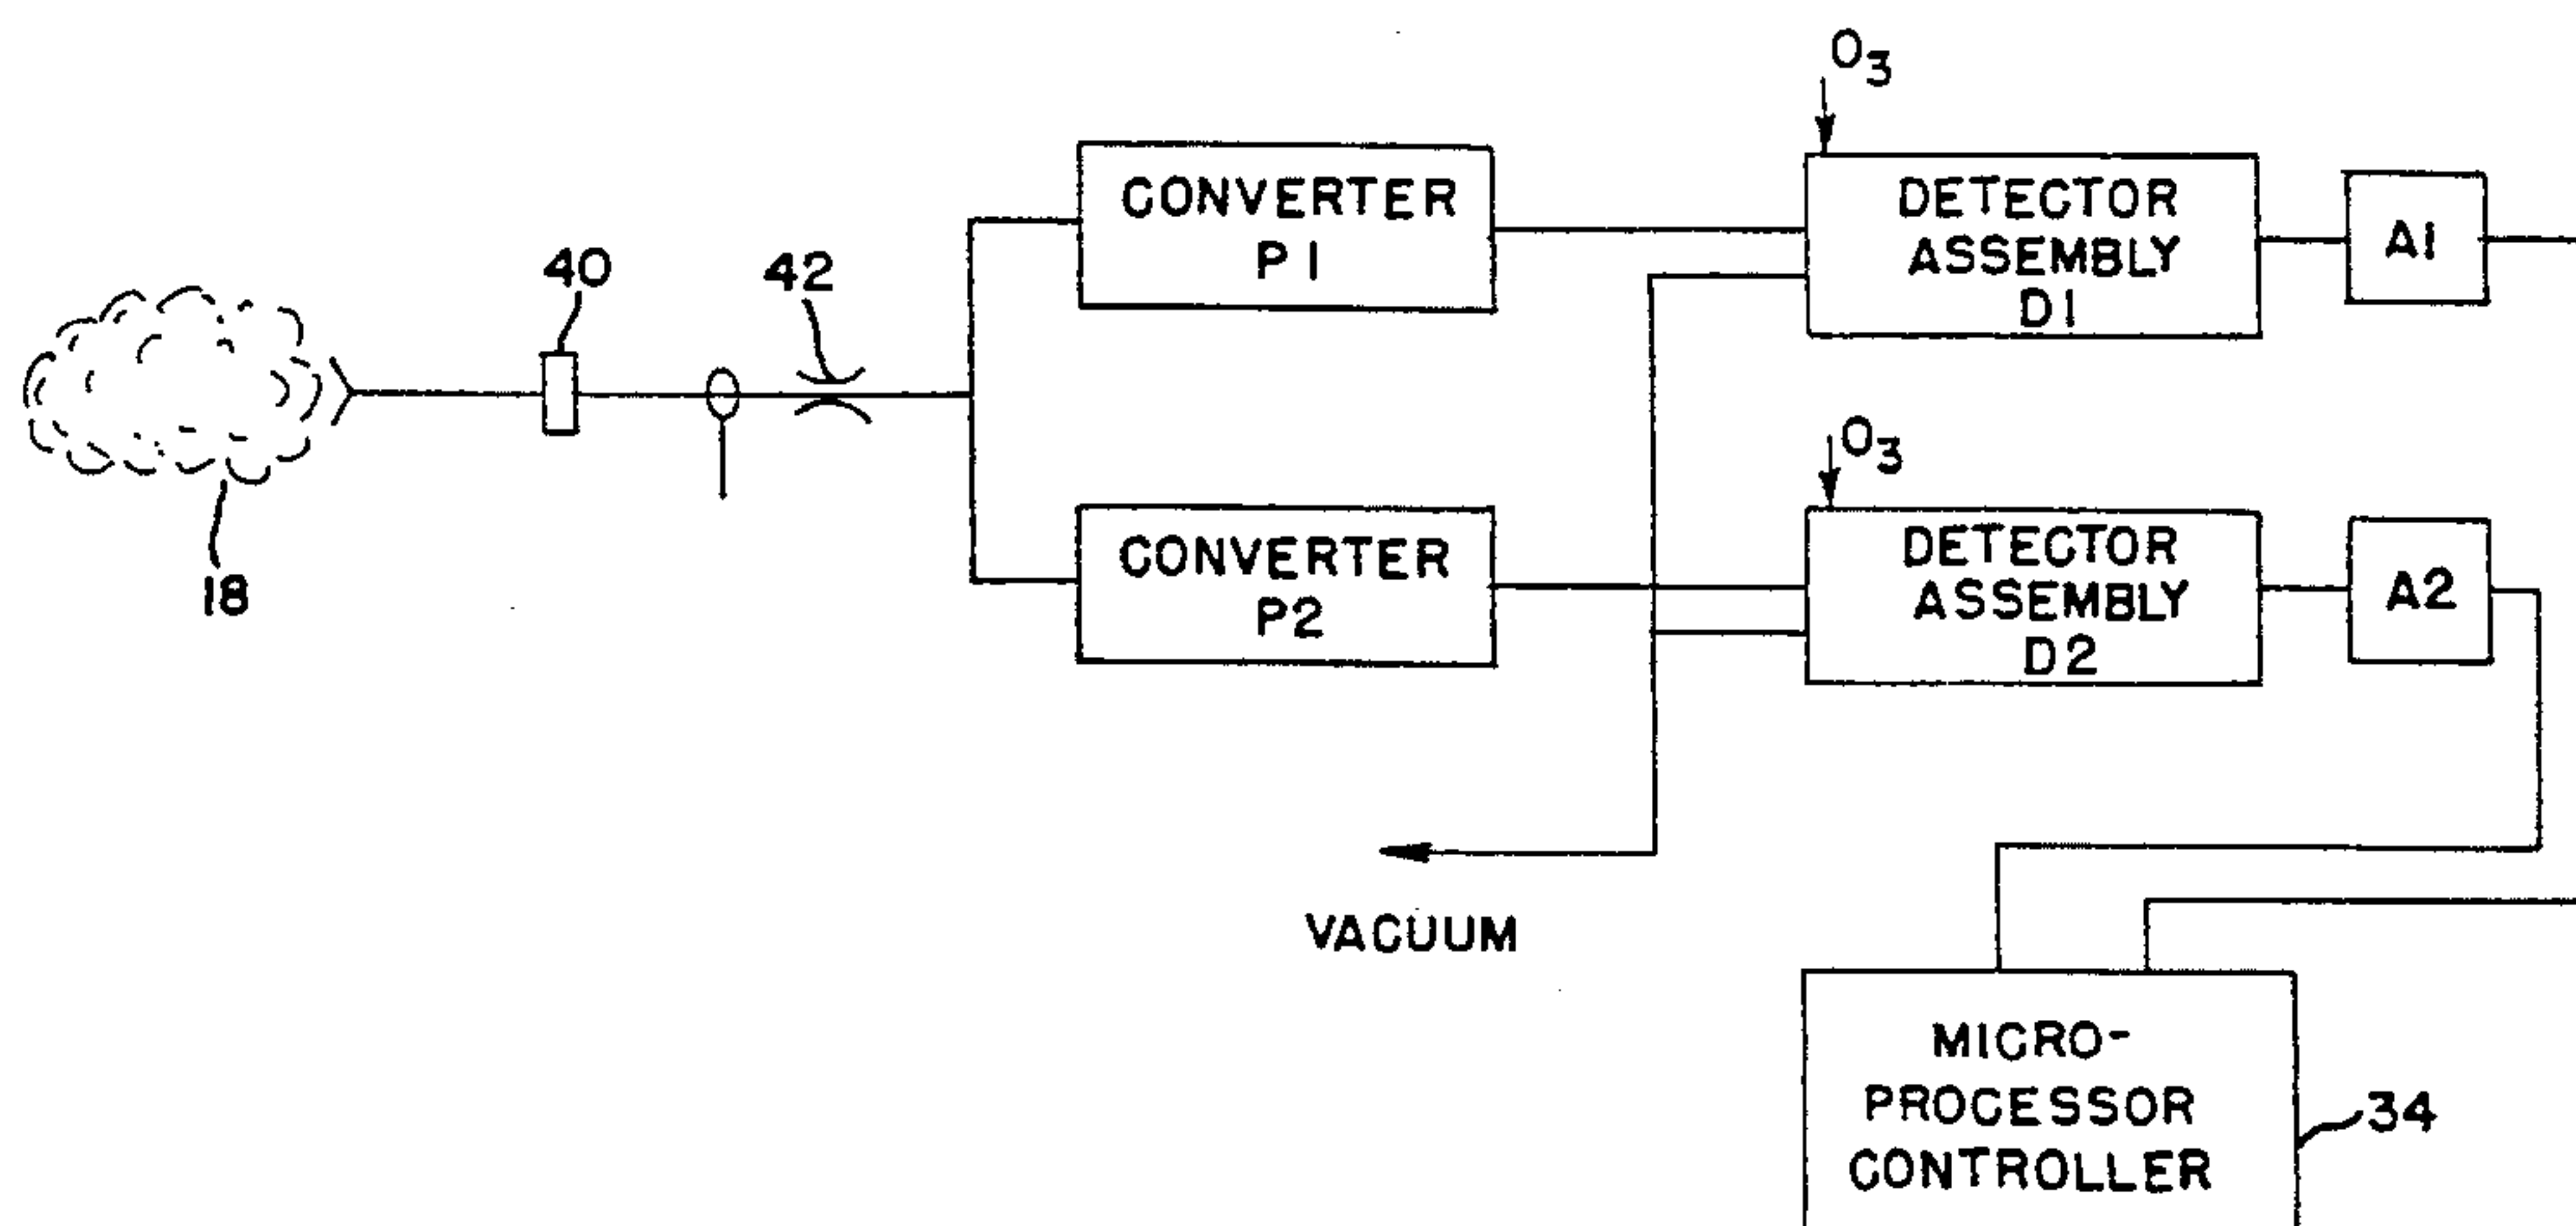 O3
CONVERTER
P1
DETECTOR
ASSEMBLY
D1
A1
40
42
18
O3
CONVERTER
P2
DETECTOR
ASSEMBLY
D2
A2
VACUUM
MICRO-
PROCESSOR
CONTROLLER
34